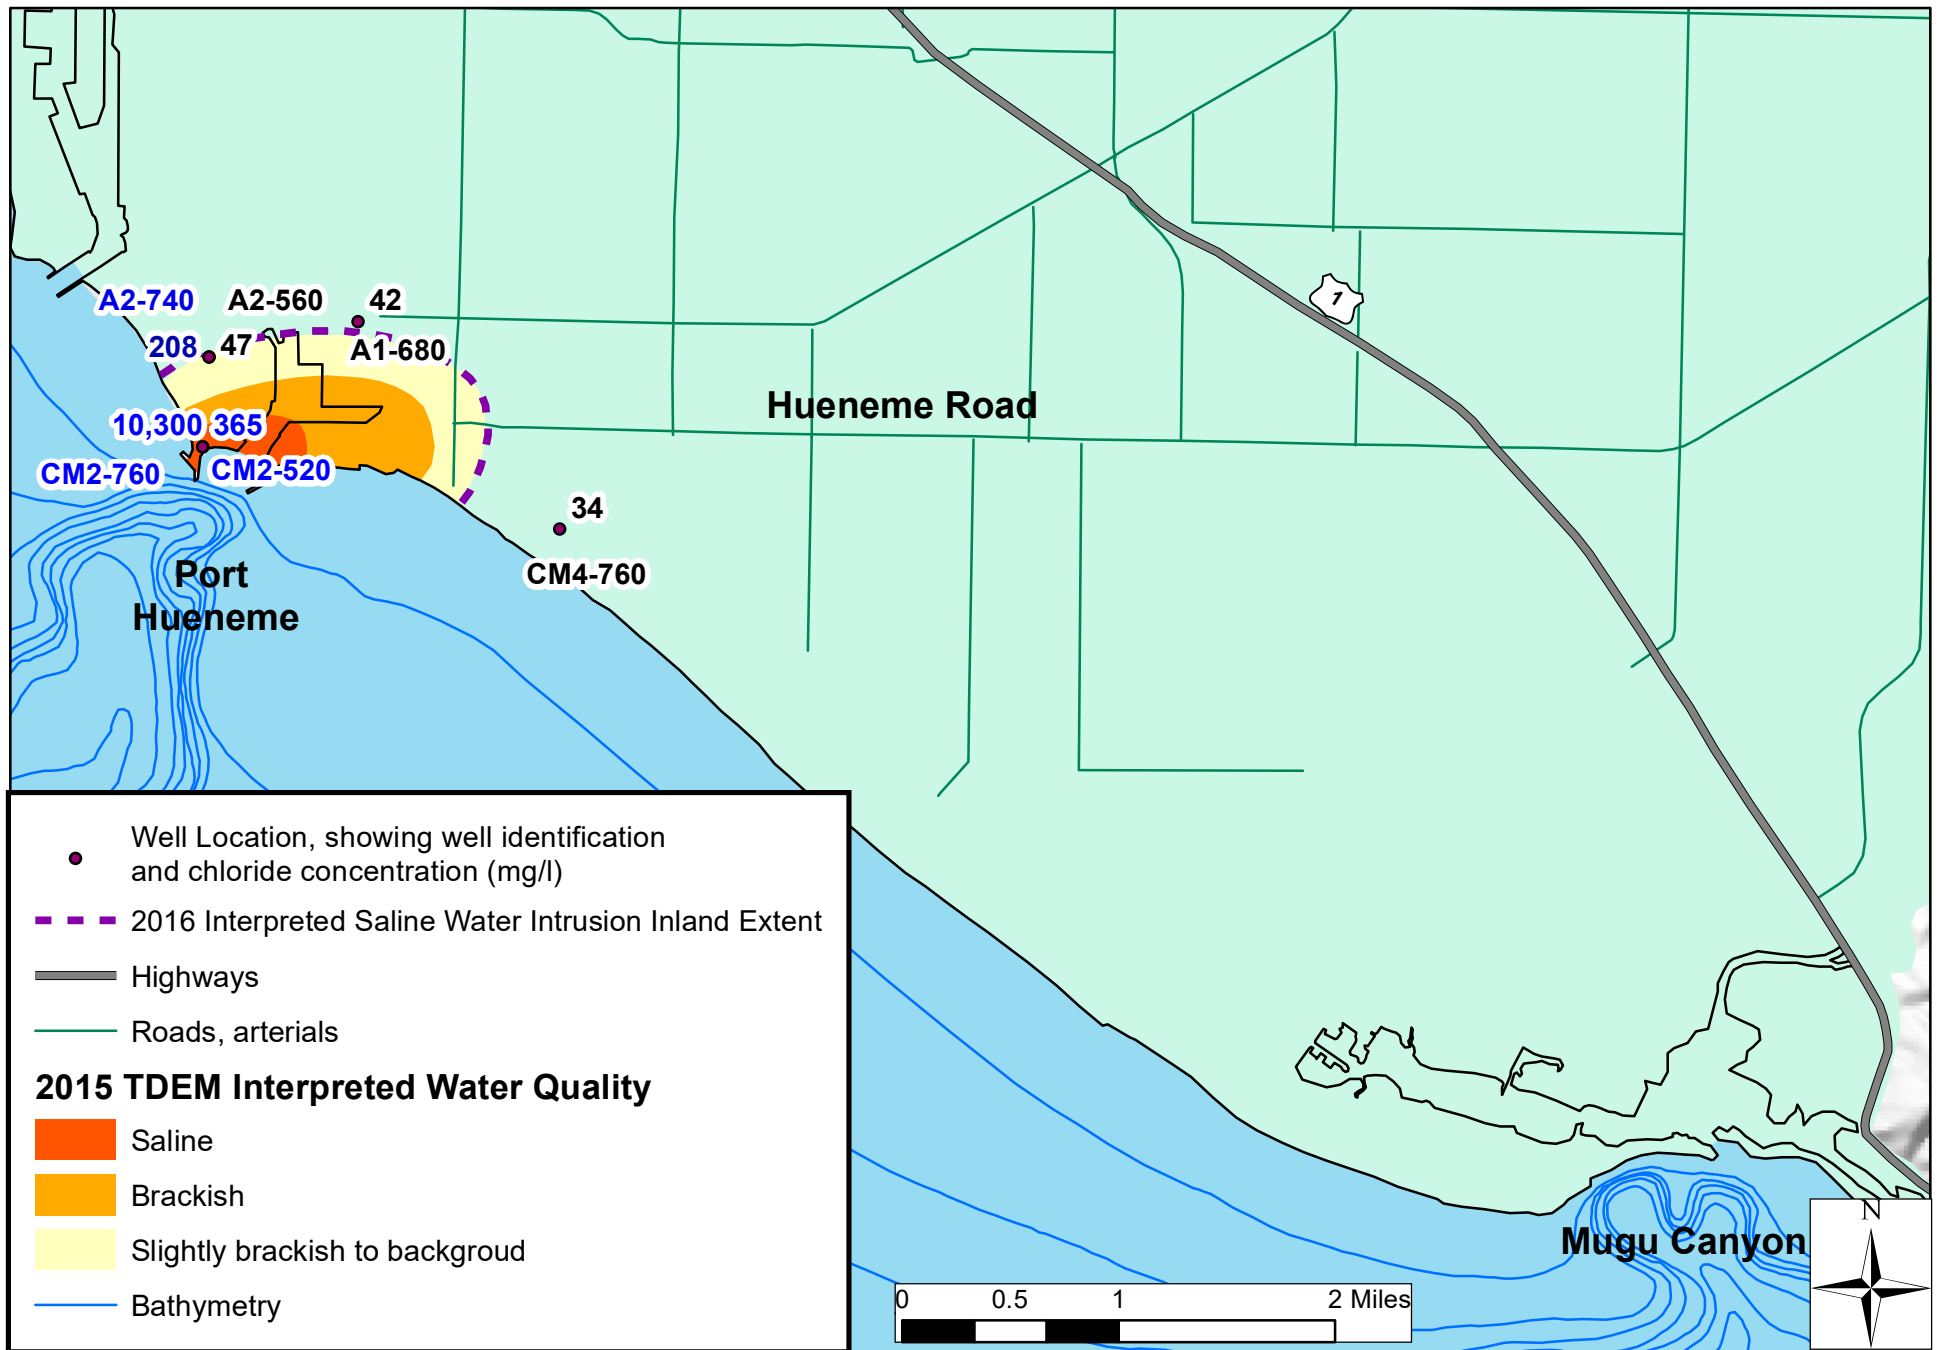 A2-740
A2-560
42
1
208
47
A1-680
Hueneme Road
10,300 365
CM2-760
CM2-520
34
CM4-760
Port
Hueneme
Well Location, showing well identification
and chloride concentration (mg/l)
2016 Interpreted Saline Water Intrusion Inland Extent
Highways
Roads, arterials
2015 TDEM Interpreted Water Quality
Saline
Brackish
Slightly brackish to backgroud
Bathymetry
Mugu Canyon
N
0 0.5 1 2 Miles